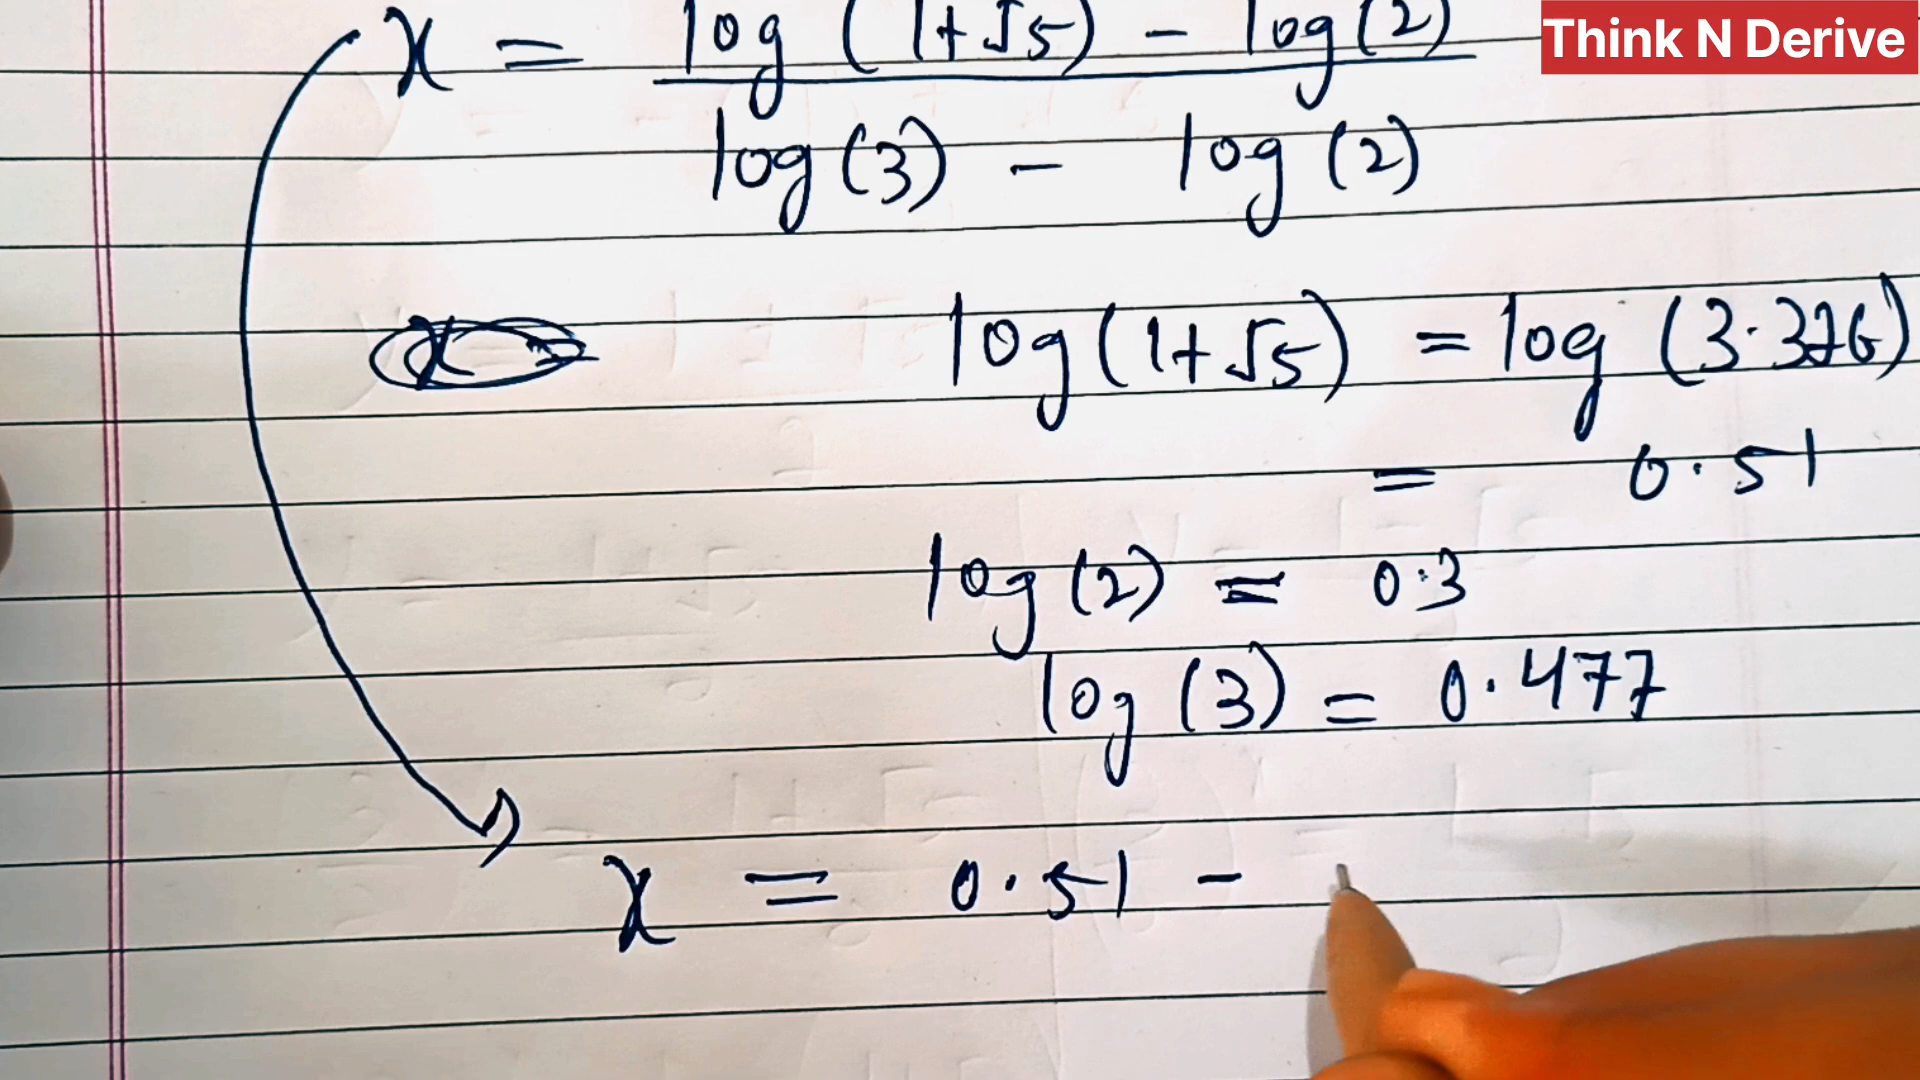 Think N Derive
x = log (1+√5) - log(2)
log(3) - log(2)
log(1+√5) = log (3.326)
= 0.51
log(2) = 0.3
log(3) = 0.477
x = 0.51 -